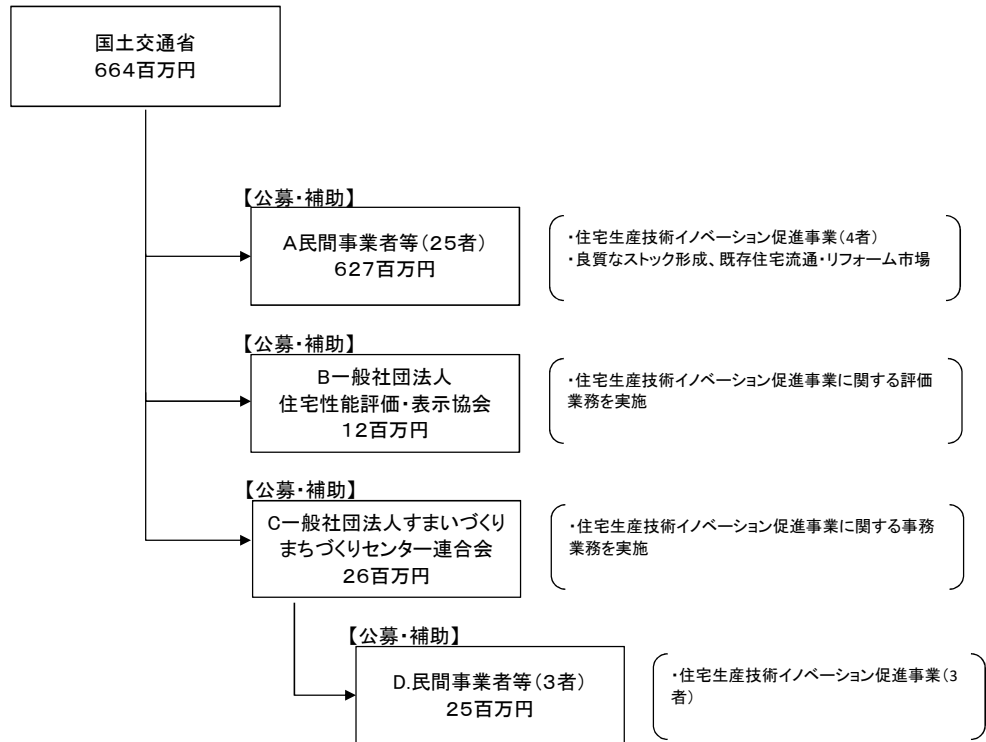 国土交通省
664百万円
【公募・補助】
A民間事業者等(25者)
627百万円
・住宅生産技術イノベーション促進事業(4者)
・良質なストック形成、既存住宅流通・リフォーム市場
【公募・補助】
B一般社団法人
住宅性能評価・表示協会
12百万円
・住宅生産技術イノベーション促進事業に関する評価
業務を実施
【公募・補助】
C一般社団法人すまいづくり
まちづくりセンター連合会
26百万円
・住宅生産技術イノベーション促進事業に関する事務
業務を実施
【公募・補助】
D.民間事業者等(3者)
25百万円
・住宅生産技術イノベーション促進事業(3
者)